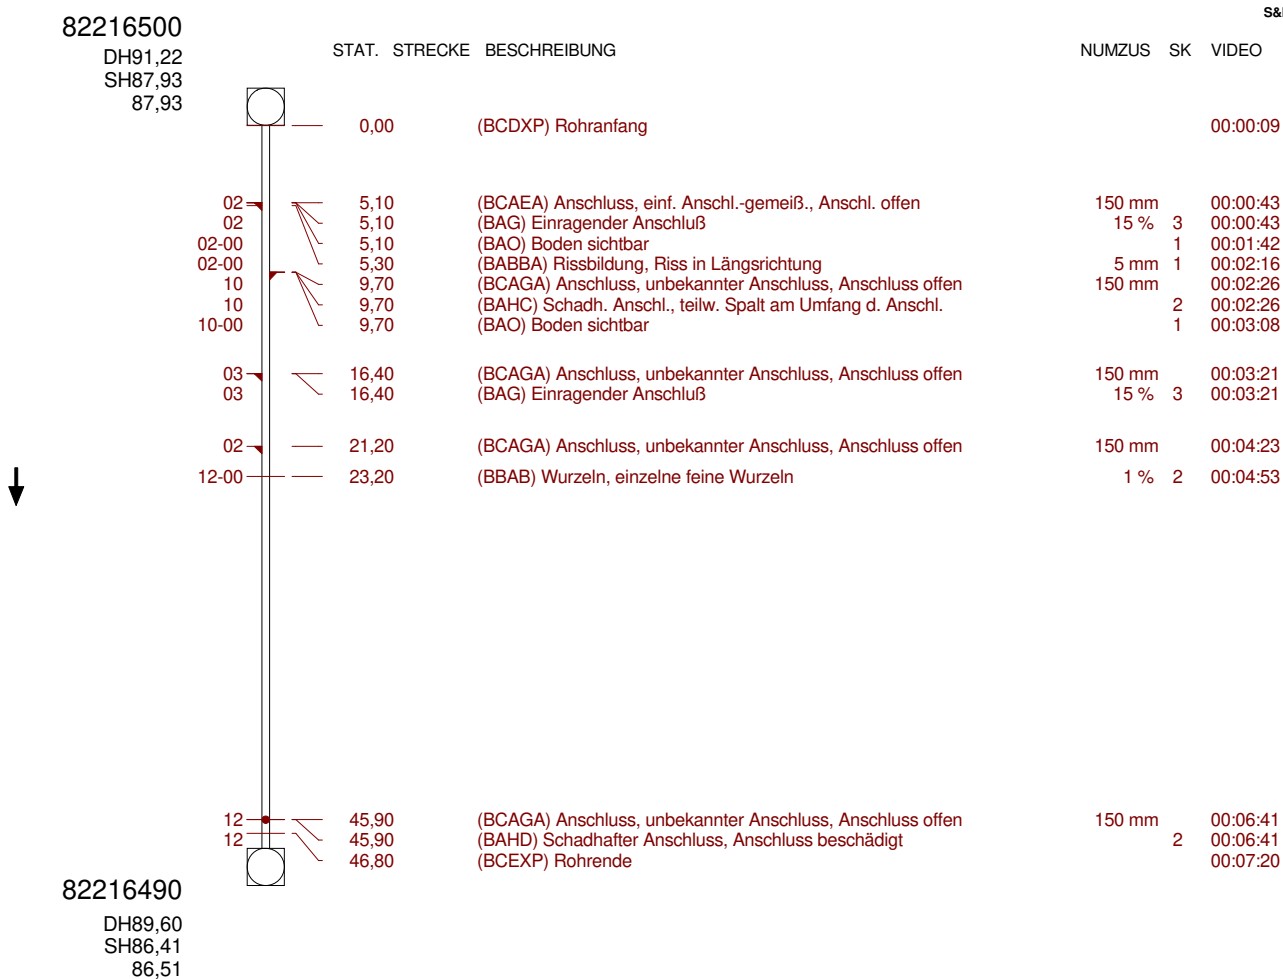 S&
82216500
DH91,22
SH87,93
87,93
STAT. STRECKE BESCHREIBUNG NUMZUS SK VIDEO
0,00 (BCDXP) Rohranfang 00:00:09
02 5,10 (BCAEA) Anschluss, einf. Anschl.-gemeiß., Anschl. offen 150 mm 00:00:43
02 5,10 (BAG) Einragender Anschluß 15 % 3 00:00:43
02-00 5,10 (BAO) Boden sichtbar 1 00:01:42
02-00 5,30 (BABBA) Rissbildung, Riss in Längsrichtung 5 mm 1 00:02:16
10 9,70 (BCAGA) Anschluss, unbekannter Anschluss, Anschluss offen 150 mm 00:02:26
10 9,70 (BAHC) Schadh. Anschl., teilw. Spalt am Umfang d. Anschl. 2 00:02:26
10-00 9,70 (BAO) Boden sichtbar 1 00:03:08
03 16,40 (BCAGA) Anschluss, unbekannter Anschluss, Anschluss offen 150 mm 00:03:21
03 16,40 (BAG) Einragender Anschluß 15 % 3 00:03:21
02 21,20 (BCAGA) Anschluss, unbekannter Anschluss, Anschluss offen 150 mm 00:04:23
12-00 23,20 (BBAB) Wurzeln, einzelne feine Wurzeln 1 % 2 00:04:53
12 45,90 (BCAGA) Anschluss, unbekannter Anschluss, Anschluss offen 150 mm 00:06:41
12 45,90 (BAHD) Schadhafter Anschluss, Anschluss beschädigt 2 00:06:41
46,80 (BCEXP) Rohrende 00:07:20
82216490
DH89,60
SH86,41
86,51